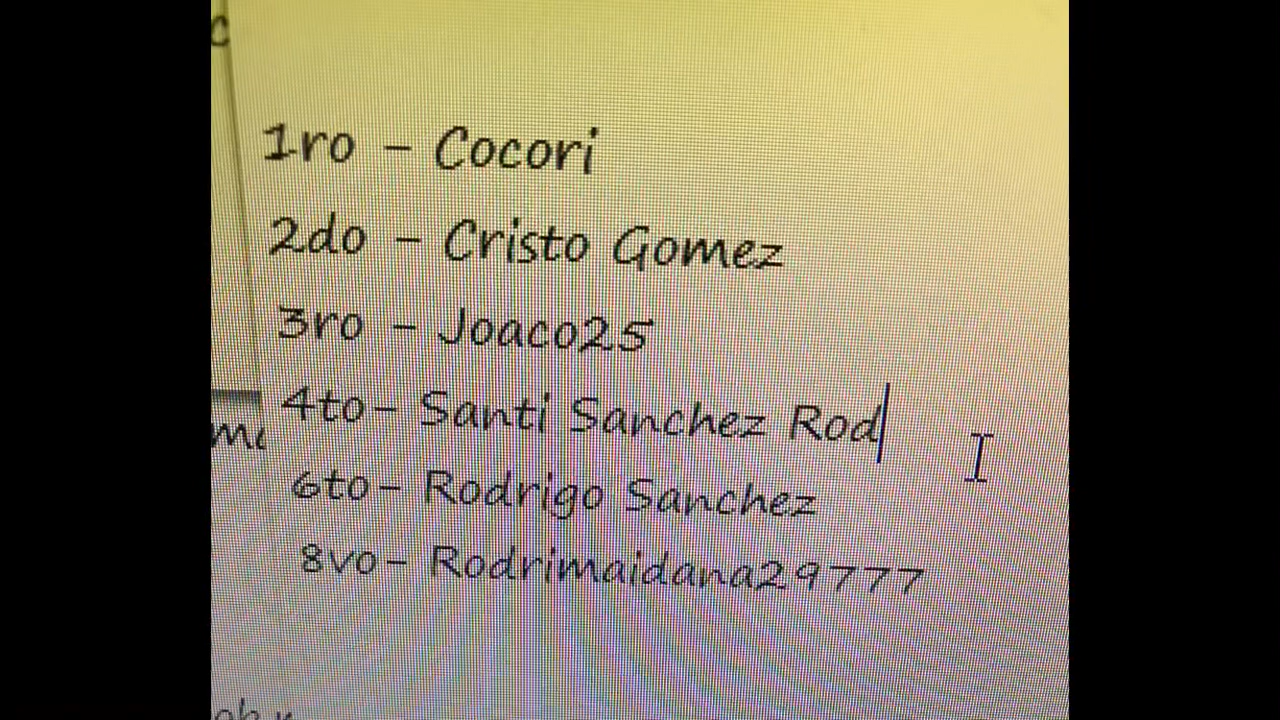 1ro - Cocori
2do - Cristo Gomez
3ro - Joaco25
4to- Santi Sanchez Rod
6to- Rodrigo Sanchez
8vo- Rodrimaidana29777